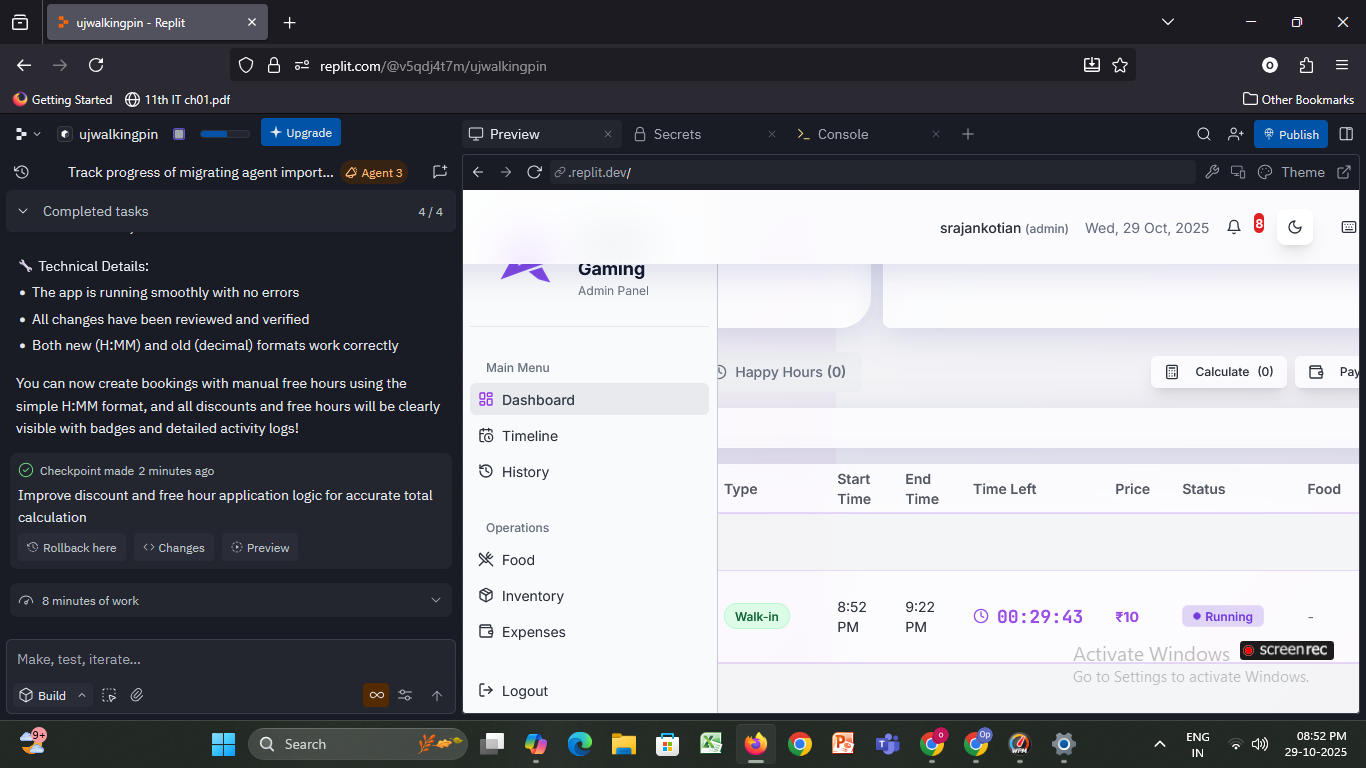 ujwalkingpin - Replit
replit.com/@v5qdj4t7m/ujwalkingpin
Getting Started
11th IT ch01.pdf
Other Bookmarks
ujwalkingpin
Upgrade
Preview
Secrets
Console
Publish
Track progress of migrating agent import...
Agent 3
.replit.dev/
Theme
Completed tasks
4 / 4
🔧 Technical Details:
• The app is running smoothly with no errors
• All changes have been reviewed and verified
• Both new (H:MM) and old (decimal) formats work correctly
You can now create bookings with manual free hours using the
simple H:MM format, and all discounts and free hours will be clearly
visible with badges and detailed activity logs!
Checkpoint made 2 minutes ago
Improve discount and free hour application logic for accurate total
calculation
Rollback here
Changes
Preview
8 minutes of work
Make, test, iterate...
Build
srajankotian (admin)
Wed, 29 Oct, 2025
8
Gaming
Admin Panel
Main Menu
Dashboard
Timeline
History
Operations
Food
Inventory
Expenses
Logout
Happy Hours (0)
Calculate (0)
Pay
Type
Start
Time
End
Time
Time Left
Price
Status
Food
Walk-in
8:52
PM
9:22
PM
00:29:43
₹10
Running
-
Activate Windows
Go to Settings to activate Windows.
screenrec
9+
Search
O
Op
WFM
ENG
IN
08:52 PM
29-10-2025